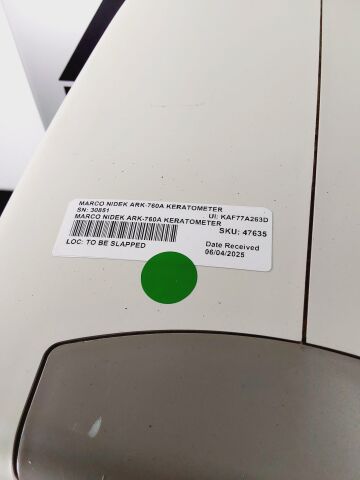 MARCO NIDEK ARK-760A KERATOMETER
SN: 30851 UI: KAF77A263D
MARCO NIDEK ARK-760A KERATOMETER
SKU: 47635
LOC: TO BE SLAPPED
Date Received
06/04/2025